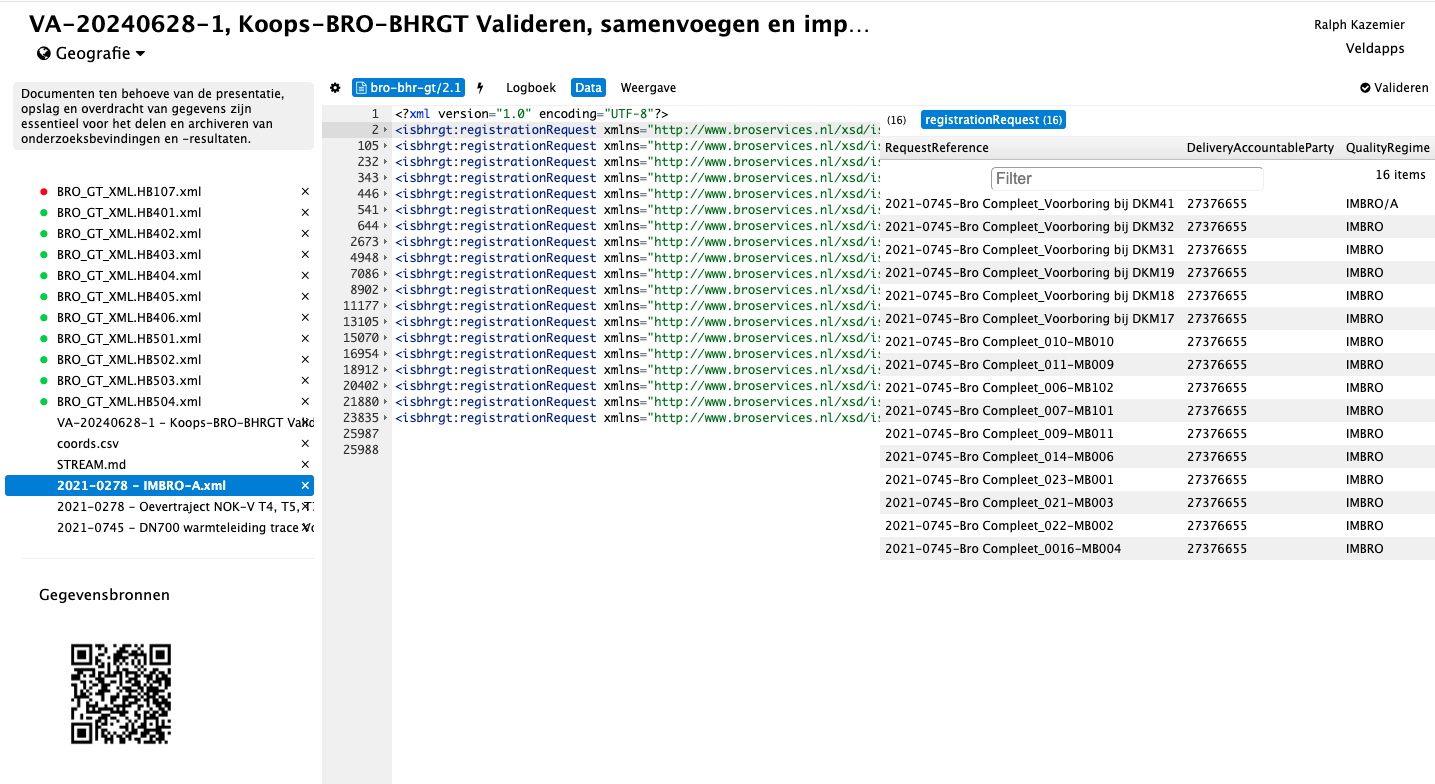 VA-20240628-1, Koops-BRO-BHRGT Valideren, samenvoegen en imp...
Ralph Kazemier
Geografie
Veldapps
Documenten ten behoeve van de presentatie,
opslag en overdracht van gegevens zijn
essentieel voor het delen en archiveren van
onderzoeksbevindingen en -resultaten.
BRO_GT_XML.HB107.xml ×
BRO_GT_XML.HB401.xml ×
BRO_GT_XML.HB402.xml ×
BRO_GT_XML.HB403.xml ×
BRO_GT_XML.HB404.xml ×
BRO_GT_XML.HB405.xml ×
BRO_GT_XML.HB406.xml ×
BRO_GT_XML.HB501.xml ×
BRO_GT_XML.HB502.xml ×
BRO_GT_XML.HB503.xml ×
BRO_GT_XML.HB504.xml ×
VA-20240628-1 - Koops-BRO-BHRGT Valid
coords.csv ×
STREAM.md ×
2021-0278 - IMBRO-A.xml ×
2021-0278 - Oevertraject NOK-V T4, T5,
2021-0745 - DN700 warmteleiding trace
Gegevensbronnen
bro-bhr-gt/2.1 Logboek Data Weergave Valideren
1 <?xml version="1.0" encoding="UTF-8"?>
2 <isbhrgt:registrationRequest xmlns="http://www.broservices.nl/xsd/is
105 <isbhrgt:registrationRequest xmlns="http://www.broservices.nl/xsd/is
232 <isbhrgt:registrationRequest xmlns="http://www.broservices.nl/xsd/is
343 <isbhrgt:registrationRequest xmlns="http://www.broservices.nl/xsd/is
446 <isbhrgt:registrationRequest xmlns="http://www.broservices.nl/xsd/is
541 <isbhrgt:registrationRequest xmlns="http://www.broservices.nl/xsd/is
644 <isbhrgt:registrationRequest xmlns="http://www.broservices.nl/xsd/is
2673 <isbhrgt:registrationRequest xmlns="http://www.broservices.nl/xsd/is
4948 <isbhrgt:registrationRequest xmlns="http://www.broservices.nl/xsd/is
7086 <isbhrgt:registrationRequest xmlns="http://www.broservices.nl/xsd/is
8902 <isbhrgt:registrationRequest xmlns="http://www.broservices.nl/xsd/is
11177 <isbhrgt:registrationRequest xmlns="http://www.broservices.nl/xsd/is
13105 <isbhrgt:registrationRequest xmlns="http://www.broservices.nl/xsd/is
15070 <isbhrgt:registrationRequest xmlns="http://www.broservices.nl/xsd/is
16954 <isbhrgt:registrationRequest xmlns="http://www.broservices.nl/xsd/is
18912 <isbhrgt:registrationRequest xmlns="http://www.broservices.nl/xsd/is
20402 <isbhrgt:registrationRequest xmlns="http://www.broservices.nl/xsd/is
21880 <isbhrgt:registrationRequest xmlns="http://www.broservices.nl/xsd/is
23835 <isbhrgt:registrationRequest xmlns="http://www.broservices.nl/xsd/is
25987
25988
(16) registrationRequest (16)
RequestReference DeliveryAccountableParty QualityRegime
Filter 16 items
2021-0745-Bro Compleet_Voorboring bij DKM41 27376655 IMBRO/A
2021-0745-Bro Compleet_Voorboring bij DKM32 27376655 IMBRO
2021-0745-Bro Compleet_Voorboring bij DKM31 27376655 IMBRO
2021-0745-Bro Compleet_Voorboring bij DKM19 27376655 IMBRO
2021-0745-Bro Compleet_Voorboring bij DKM18 27376655 IMBRO
2021-0745-Bro Compleet_Voorboring bij DKM17 27376655 IMBRO
2021-0745-Bro Compleet_010-MB010 27376655 IMBRO
2021-0745-Bro Compleet_011-MB009 27376655 IMBRO
2021-0745-Bro Compleet_006-MB102 27376655 IMBRO
2021-0745-Bro Compleet_007-MB101 27376655 IMBRO
2021-0745-Bro Compleet_009-MB011 27376655 IMBRO
2021-0745-Bro Compleet_014-MB006 27376655 IMBRO
2021-0745-Bro Compleet_023-MB001 27376655 IMBRO
2021-0745-Bro Compleet_021-MB003 27376655 IMBRO
2021-0745-Bro Compleet_022-MB002 27376655 IMBRO
2021-0745-Bro Compleet_0016-MB004 27376655 IMBRO